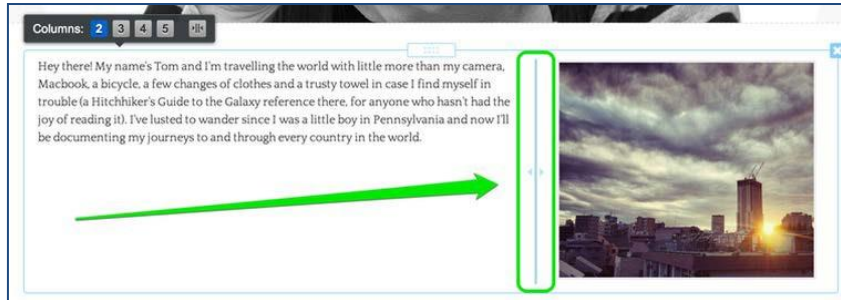 Columns: 2 3 4 5
Hey there! My name's Tom and I'm travelling the world with little more than my camera,
Macbook, a bicycle, a few changes of clothes and a trusty towel in case I find myself in
trouble (a Hitchhiker's Guide to the Galaxy reference there, for anyone who hasn't had the
joy of reading it). I've lusted to wander since I was a little boy in Pennsylvania and now I'll
be documenting my journeys to and through every country in the world.